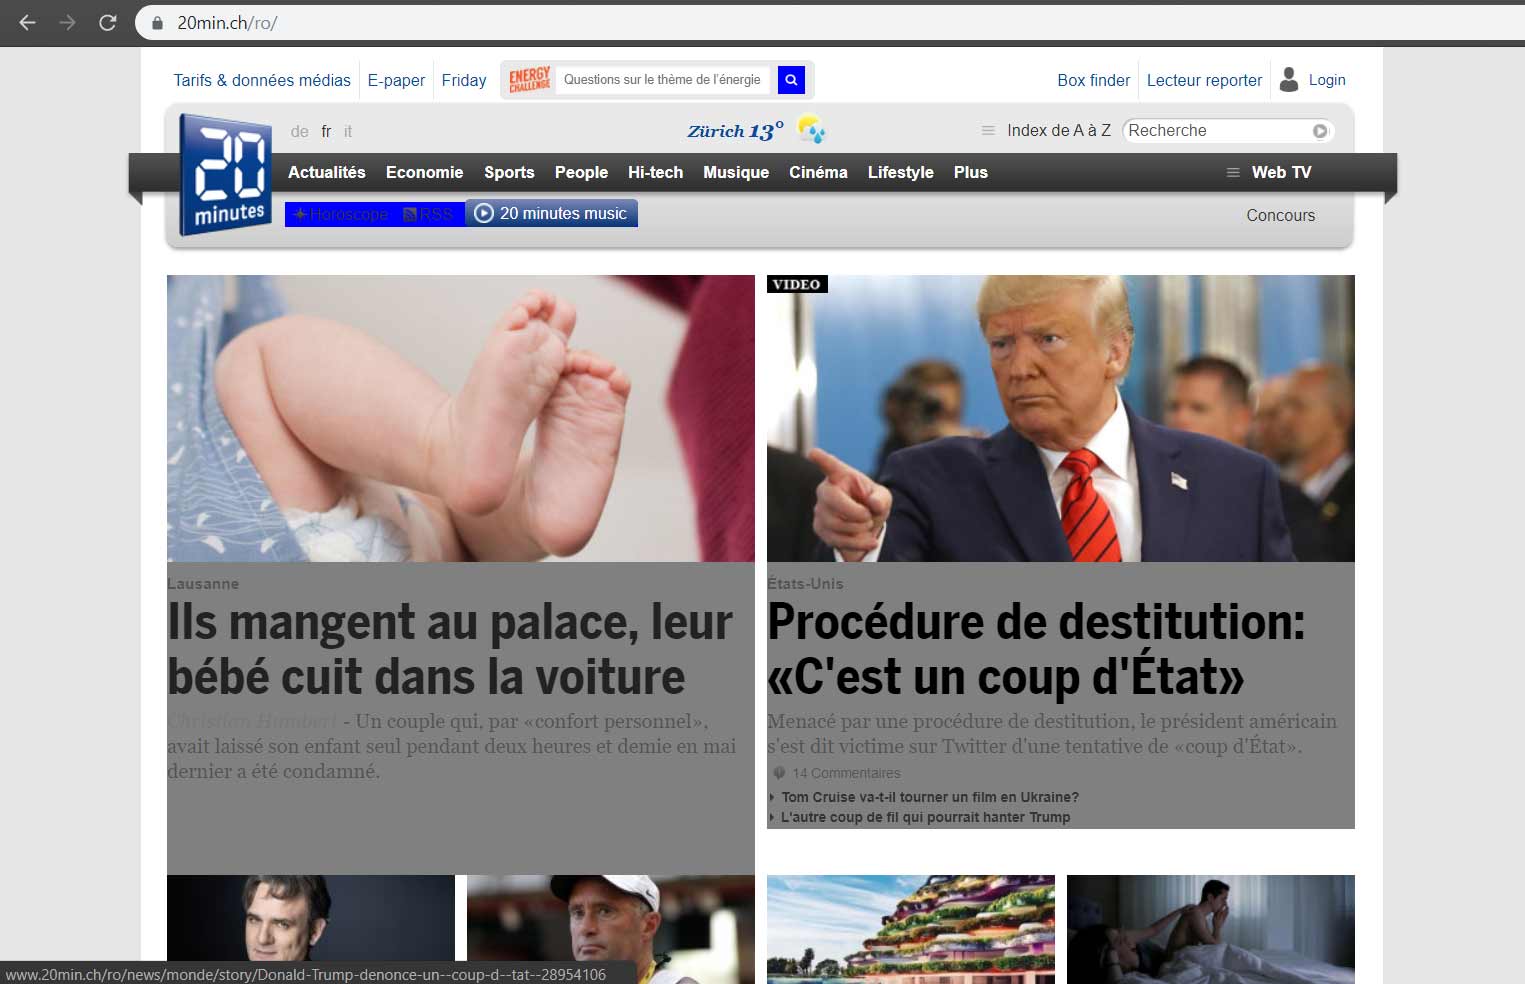 20min.ch/ro/
Tarifs & données médias
E-paper
Friday
ENERGY
CHALLENGE
Questions sur le thème de l'énergie
Box finder
Lecteur reporter
Login
20
minutes
de fr it
Zürich 13°
Index de A à Z
Recherche
Actualités Economie Sports People Hi-tech Musique Cinéma Lifestyle Plus
Web TV
Horoscope
RSS
20 minutes music
Concours
Lausanne
Ils mangent au palace, leur
bébé cuit dans la voiture
Christian Humbert - Un couple qui, par «confort personnel»,
avait laissé son enfant seul pendant deux heures et demie en mai
dernier a été condamné.
VIDEO
États-Unis
Procédure de destitution:
«C'est un coup d'État»
Menacé par une procédure de destitution, le président américain
s'est dit victime sur Twitter d'une tentative de «coup d'État».
14 Commentaires
Tom Cruise va-t-il tourner un film en Ukraine?
L'autre coup de fil qui pourrait hanter Trump
www.20min.ch/ro/news/monde/story/Donald-Trump-denonce-un--coup-d--tat--28954106